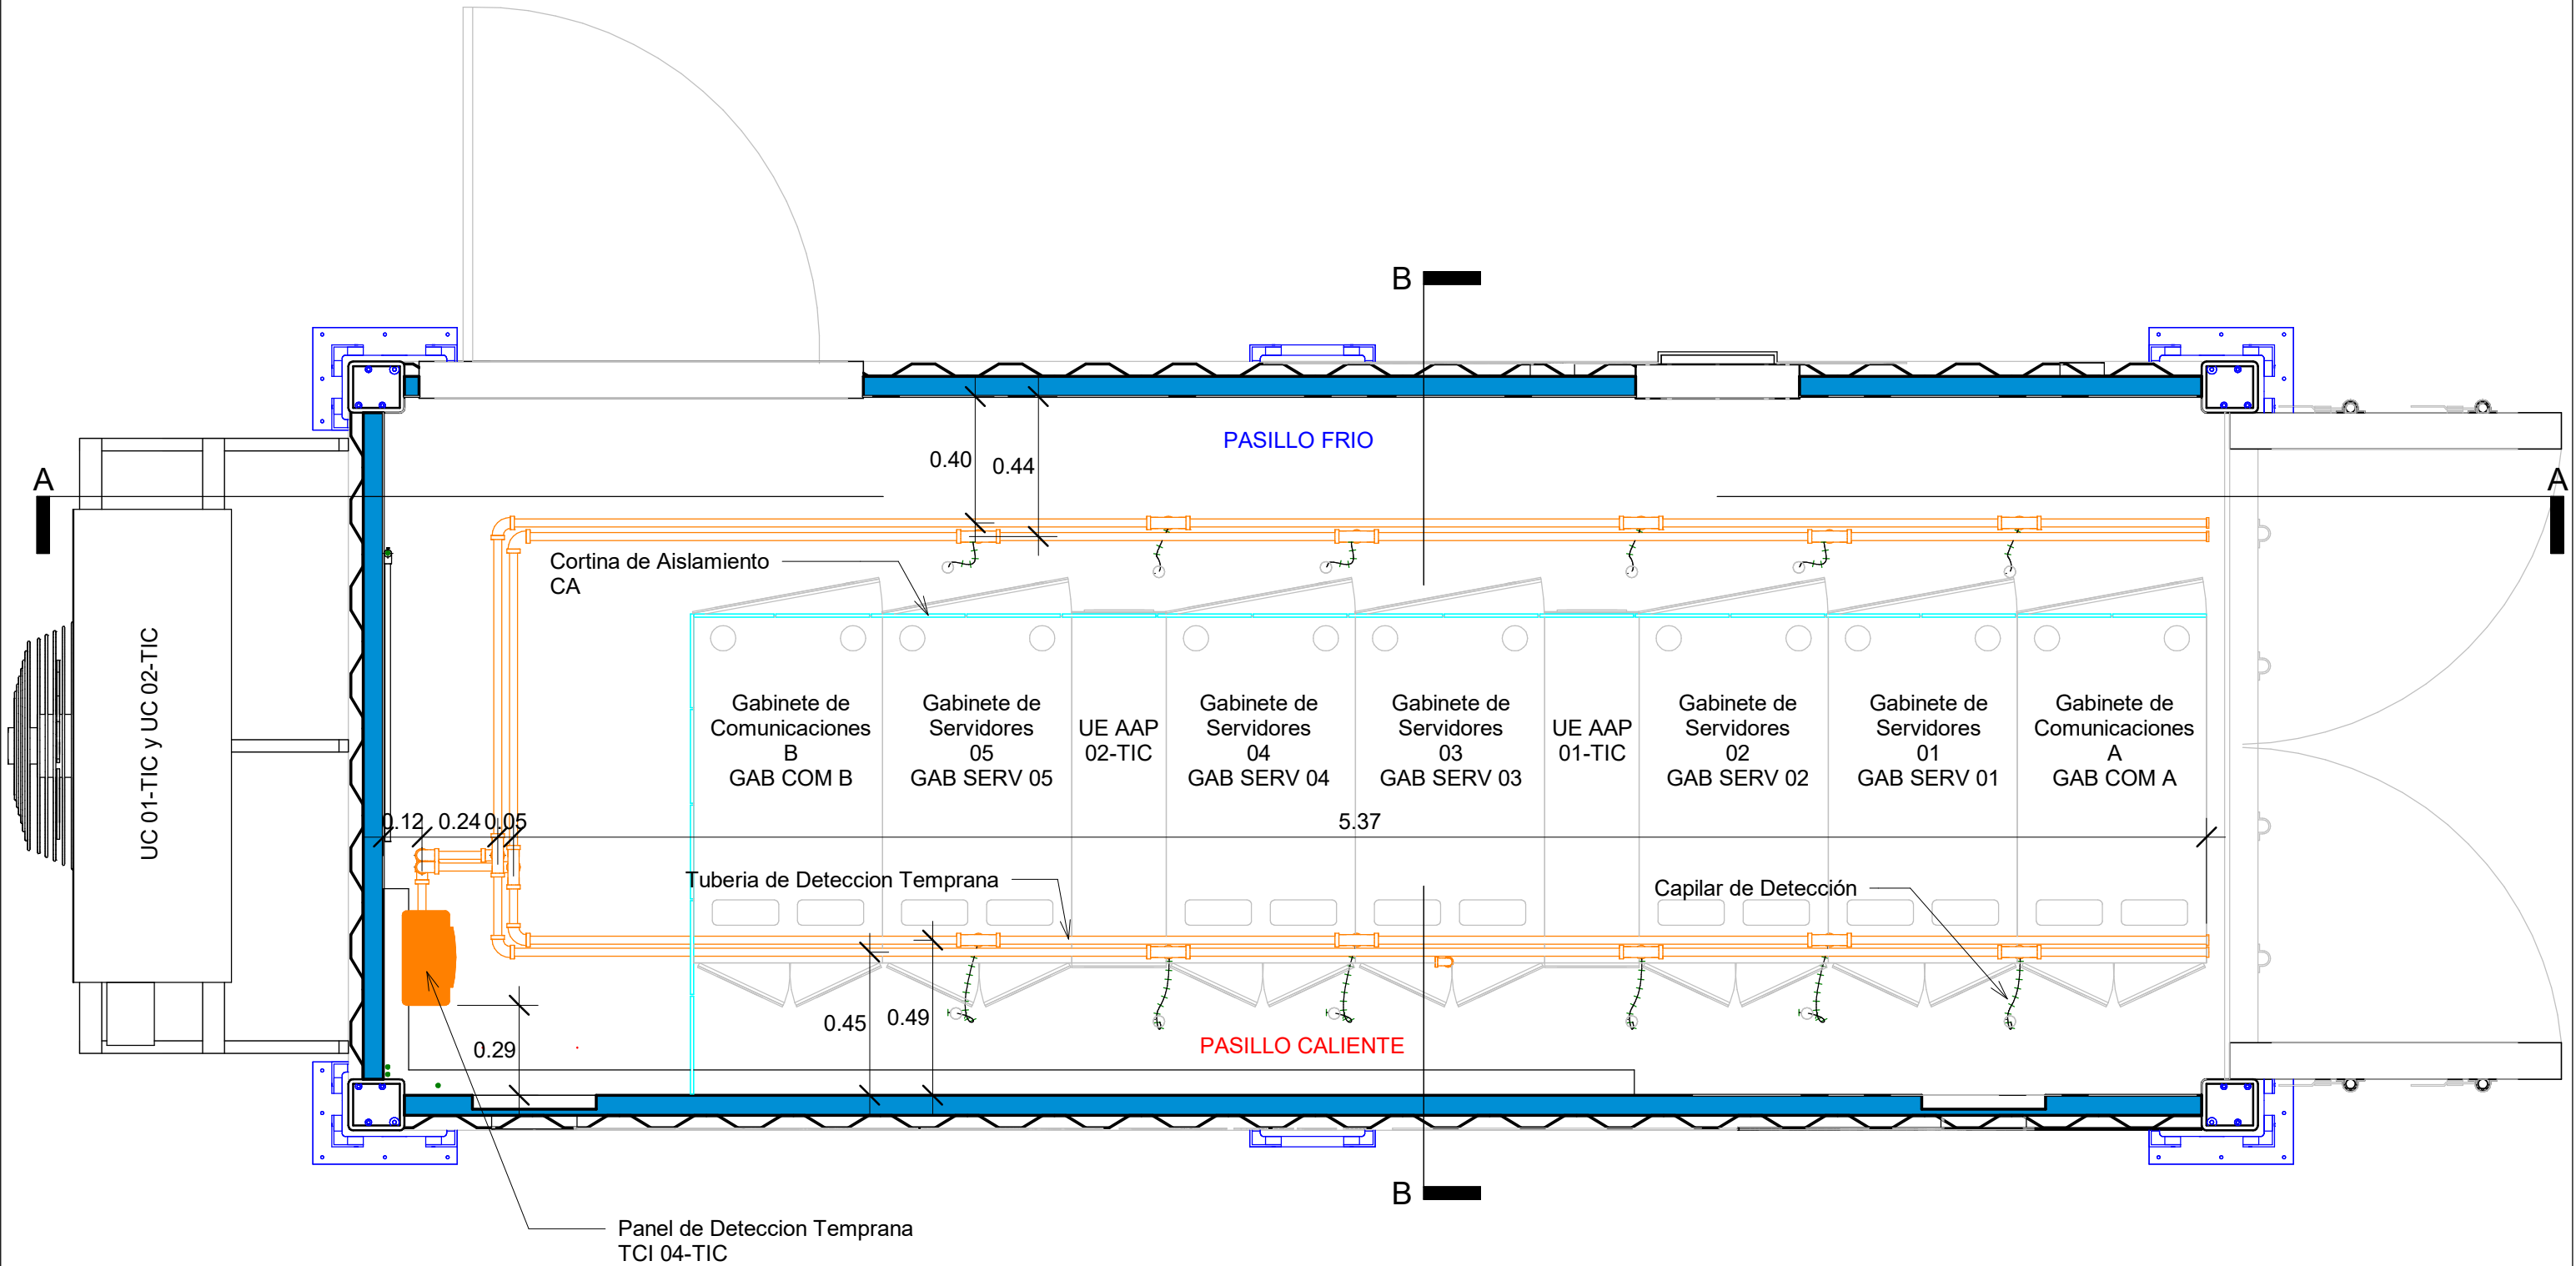 B
PASILLO FRIO
0.40
0.44
A
A
Cortina de Aislamiento
CA
UC 01-TIC y UC 02-TIC
Gabinete de
Comunicaciones
B
GAB COM B
Gabinete de
Servidores
05
GAB SERV 05
UE AAP
02-TIC
Gabinete de
Servidores
04
GAB SERV 04
Gabinete de
Servidores
03
GAB SERV 03
UE AAP
01-TIC
Gabinete de
Servidores
02
GAB SERV 02
Gabinete de
Servidores
01
GAB SERV 01
Gabinete de
Comunicaciones
A
GAB COM A
0.12
0.24
0.05
5.37
Tuberia de Deteccion Temprana
Capilar de Detección
0.45
0.49
0.29
PASILLO CALIENTE
B
Panel de Deteccion Temprana
TCI 04-TIC